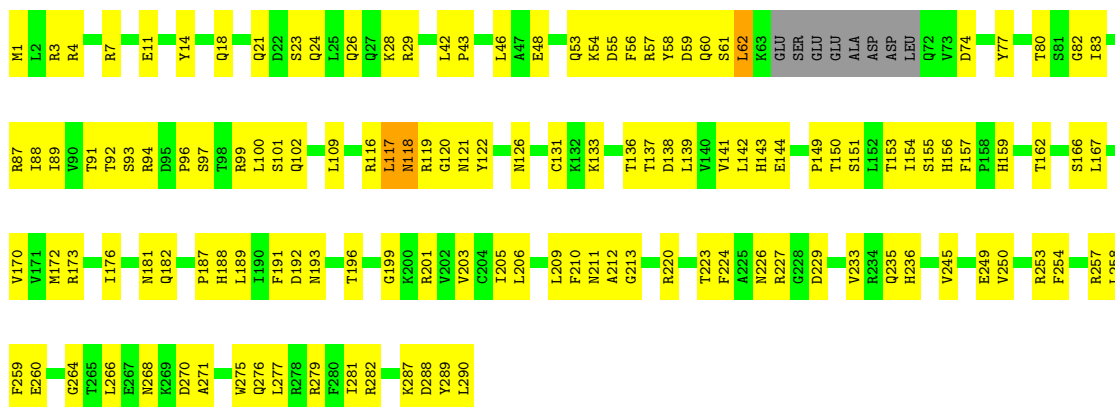 M1 L2 R3 R4 R7 E11 Y14 Q18 Q21 D22 S23 Q24 L25 Q26 Q27 K28 R29 L42 P43 L46 A47 E48 Q53 K54 D55 F56 R57 Y58 D59 Q60 S61 L62 K63 GLU SER GLU GLU ALA ASP ASP LEU Q72 V73 D74 Y77 T80 S81 G82 I83
R87 I88 I89 V90 T91 T92 S93 R94 D95 P96 S97 T98 R99 L100 S101 Q102 L109 R116 L117 N118 R119 G120 N121 Y122 N126 C131 K132 K133 T136 T137 D138 L139 V140 V141 L142 H143 E144 P149 T150 S151 L152 T153 I154 S155 H156 F157 P158 H159 T162 S166 L167
V170 V171 M172 R173 I176 N181 Q182 P187 H188 L189 I190 F191 D192 N193 T196 G199 K200 R201 V202 V203 C204 I205 L206 L209 F210 N211 A212 G213 R220 T223 F224 A225 N226 R227 G228 D229 V233 R234 Q235 H236 V245 E249 V250 R253 F254 R257
F259 E260 G264 T265 L266 E267 N268 K269 D270 A271 W275 Q276 L277 R278 R279 F280 I281 R282 K287 D288 Y289 L290